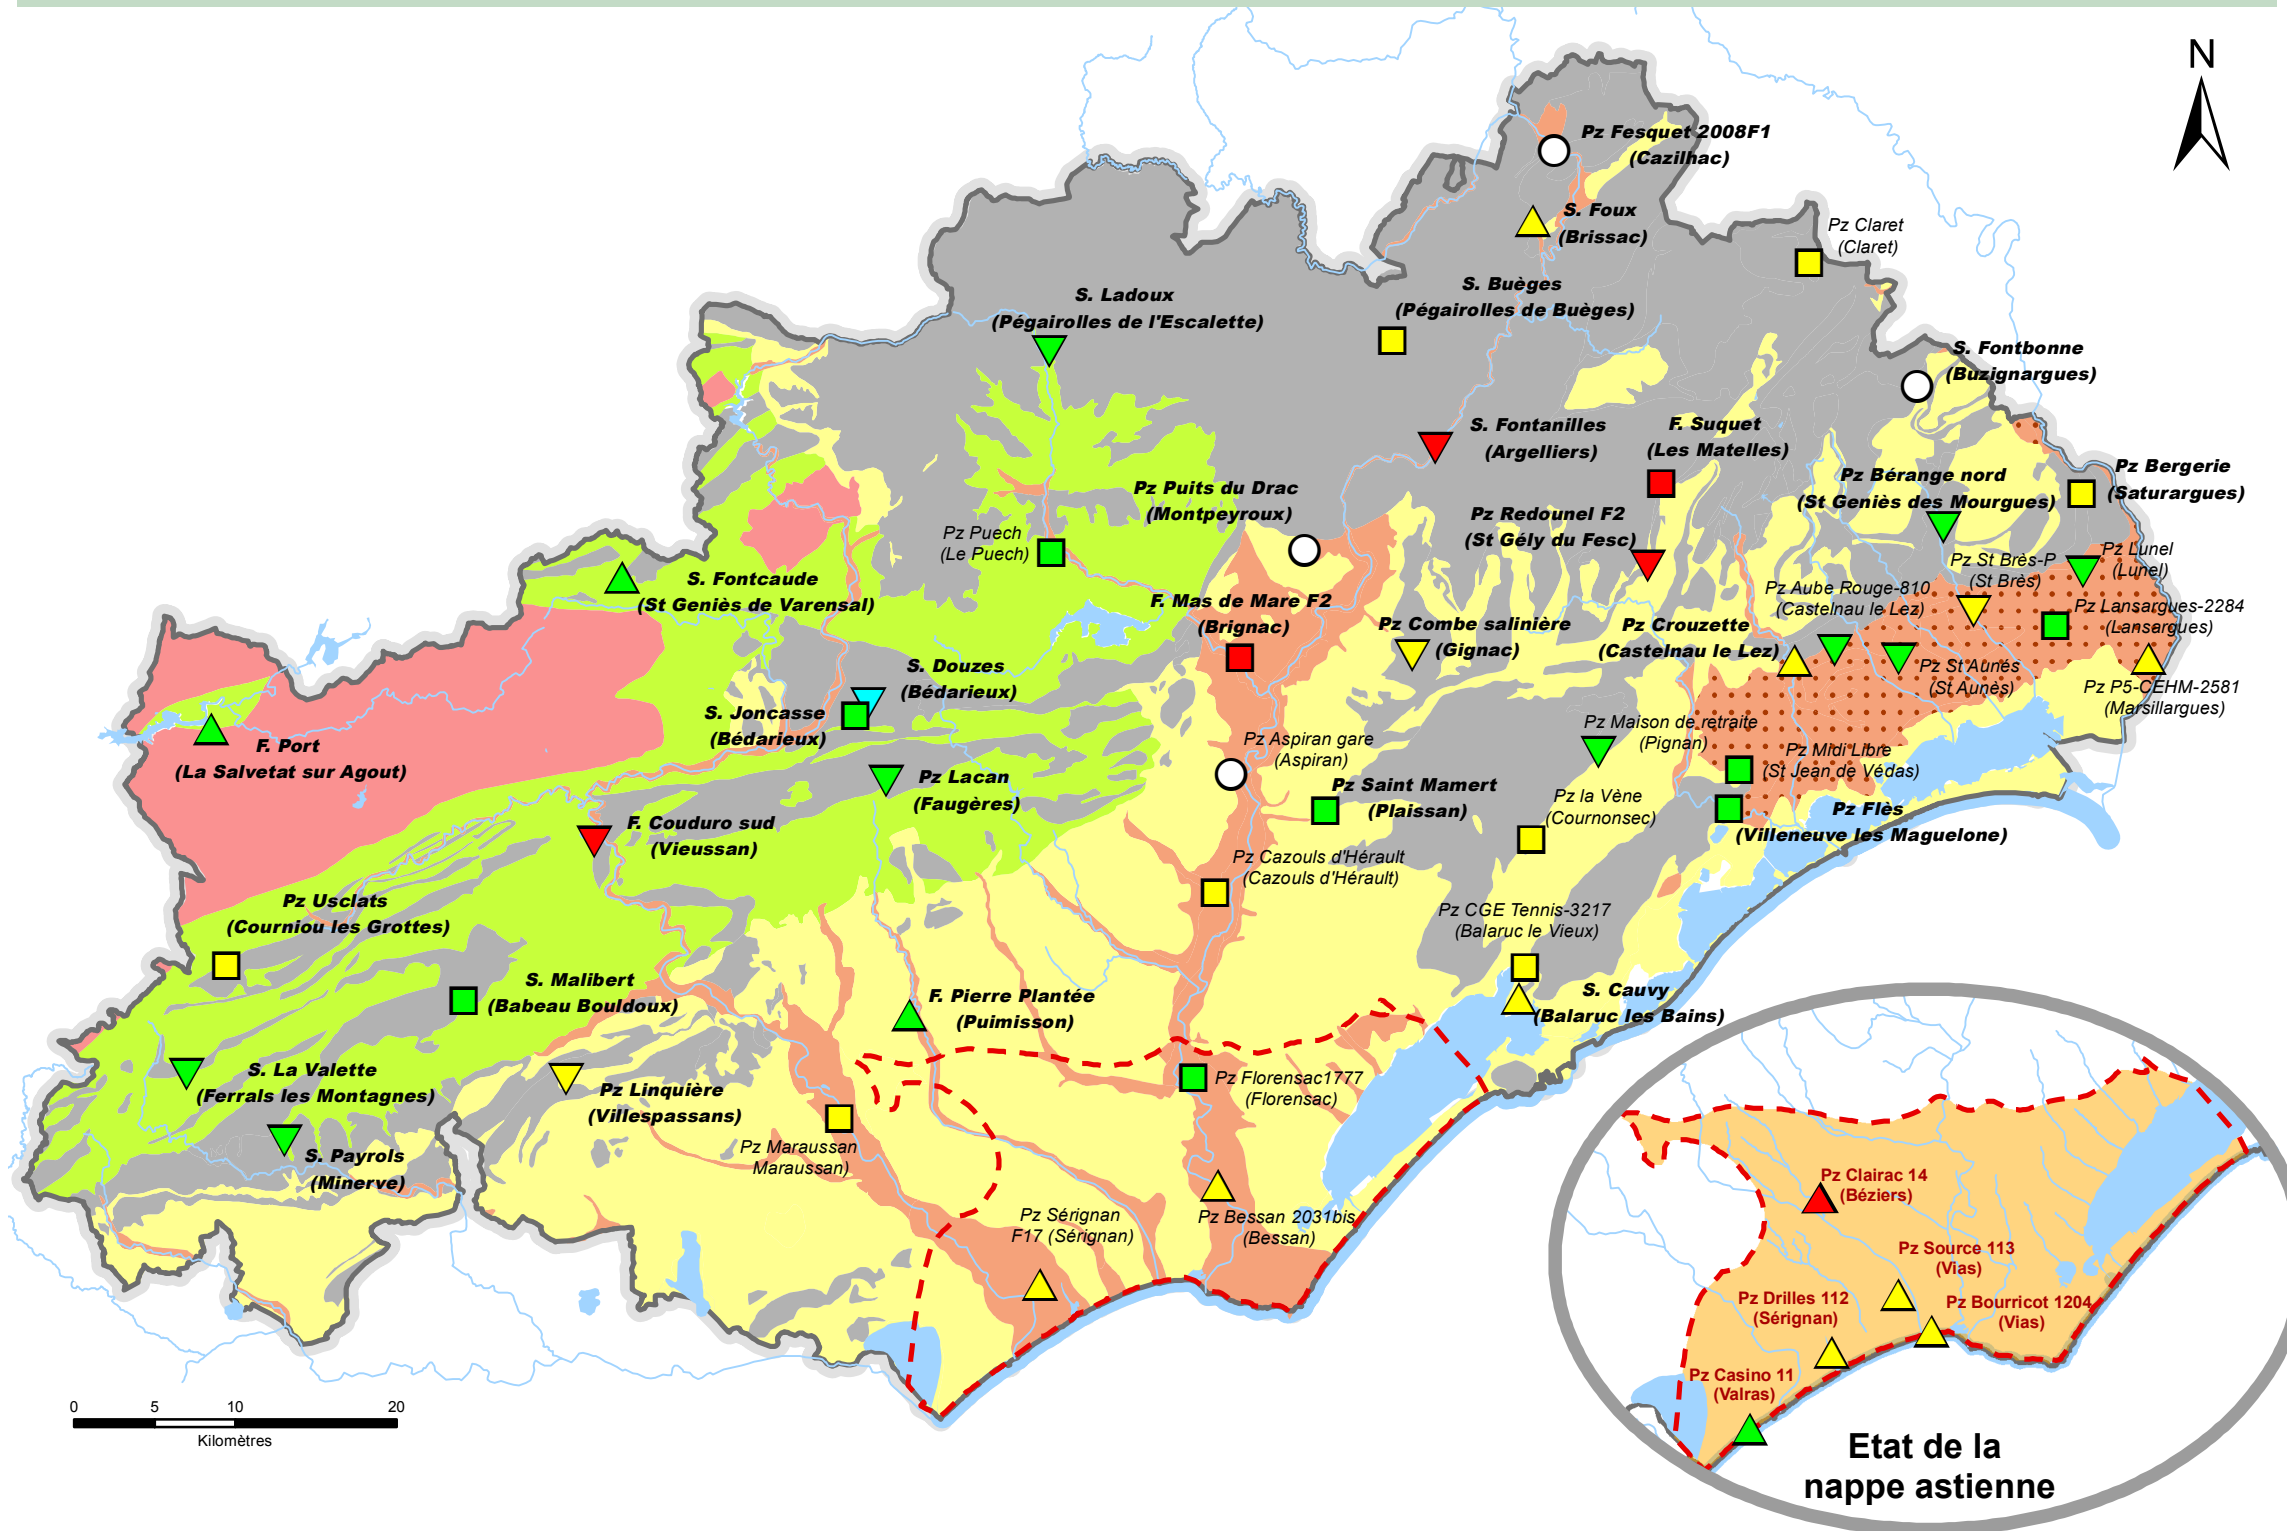 N
Pz Fesquet 2008F1
(Cazilhac)
S. Foux
(Brissac)
Pz Claret
(Claret)
S. Buèges
(Pégairolles de Buèges)
S. Ladoux
(Pégairolles de l'Escalette)
S. Fontbonne
(Buzignargues)
S. Fontanilles
(Argelliers)
F. Suquet
(Les Matelles)
Pz Bérange nord
(St Geniès des Mourgues)
Pz Bergerie
(Saturargues)
Pz Puits du Drac
(Montpeyroux)
Pz Redounel F2
(St Gély du Fesc)
Pz Puech
(Le Puech)
Pz St Brès-P
(St Brès)
Pz Lunel
(Lunel)
S. Fontcaude
(St Geniès de Varensal)
F. Mas de Mare F2
(Brignac)
Pz Aube Rouge-810
(Castelnau le Lez)
Pz Lansargues-2284
(Lansargues)
Pz Combe salinière
(Gignac)
Pz Crouzette
(Castelnau le Lez)
S. Douzes
(Bédarieux)
Pz St Aunés
(St Aunès)
Pz P5-CEHM-2581
(Marsillargues)
S. Joncasse
(Bédarieux)
F. Port
(La Salvetat sur Agout)
Pz Aspiran gare
(Aspiran)
Pz Maison de retraite
(Pignan)
Pz Midi Libre
(St Jean de Védas)
Pz Lacan
(Faugères)
Pz Saint Mamert
(Plaissan)
Pz la Vène
(Cournonsec)
Pz Flès
(Villeneuve les Maguelone)
F. Couduro sud
(Vieussan)
Pz Cazouls d'Hérault
(Cazouls d'Hérault)
Pz Usclats
(Courniou les Grottes)
Pz CGE Tennis-3217
(Balaruc le Vieux)
S. Malibert
(Babeau Bouldoux)
F. Pierre Plantée
(Puimisson)
S. Cauvy
(Balaruc les Bains)
S. La Valette
(Ferrals les Montagnes)
Pz Linquière
(Villespassans)
Pz Florensac1777
(Florensac)
S. Payrols
(Minerve)
Pz Maraussan
Maraussan)
Pz Sérignan
F17 (Sérignan)
Pz Bessan 2031bis
(Bessan)
Pz Clairac 14
(Béziers)
Pz Source 113
(Vias)
Pz Drilles 112
(Sérignan)
Pz Bourricot 1204
(Vias)
Pz Casino 11
(Valras)
0 5 10 20
Kilomètres
Etat de la
nappe astienne